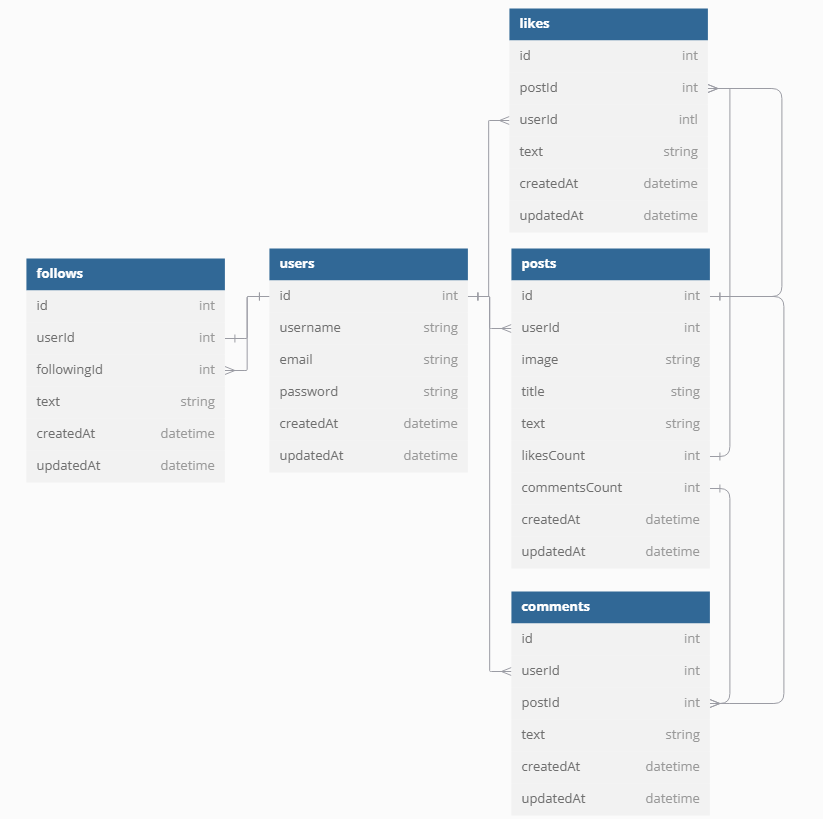 likes
id int
postId int
userId intl
text string
createdAt datetime
updatedAt datetime
follows
id int
userId int
followingId int
text string
createdAt datetime
updatedAt datetime
users
id int
username string
email string
password string
createdAt datetime
updatedAt datetime
posts
id int
userId int
image string
title sting
text string
likesCount int
commentsCount int
createdAt datetime
updatedAt datetime
comments
id int
userId int
postId int
text string
createdAt datetime
updatedAt datetime